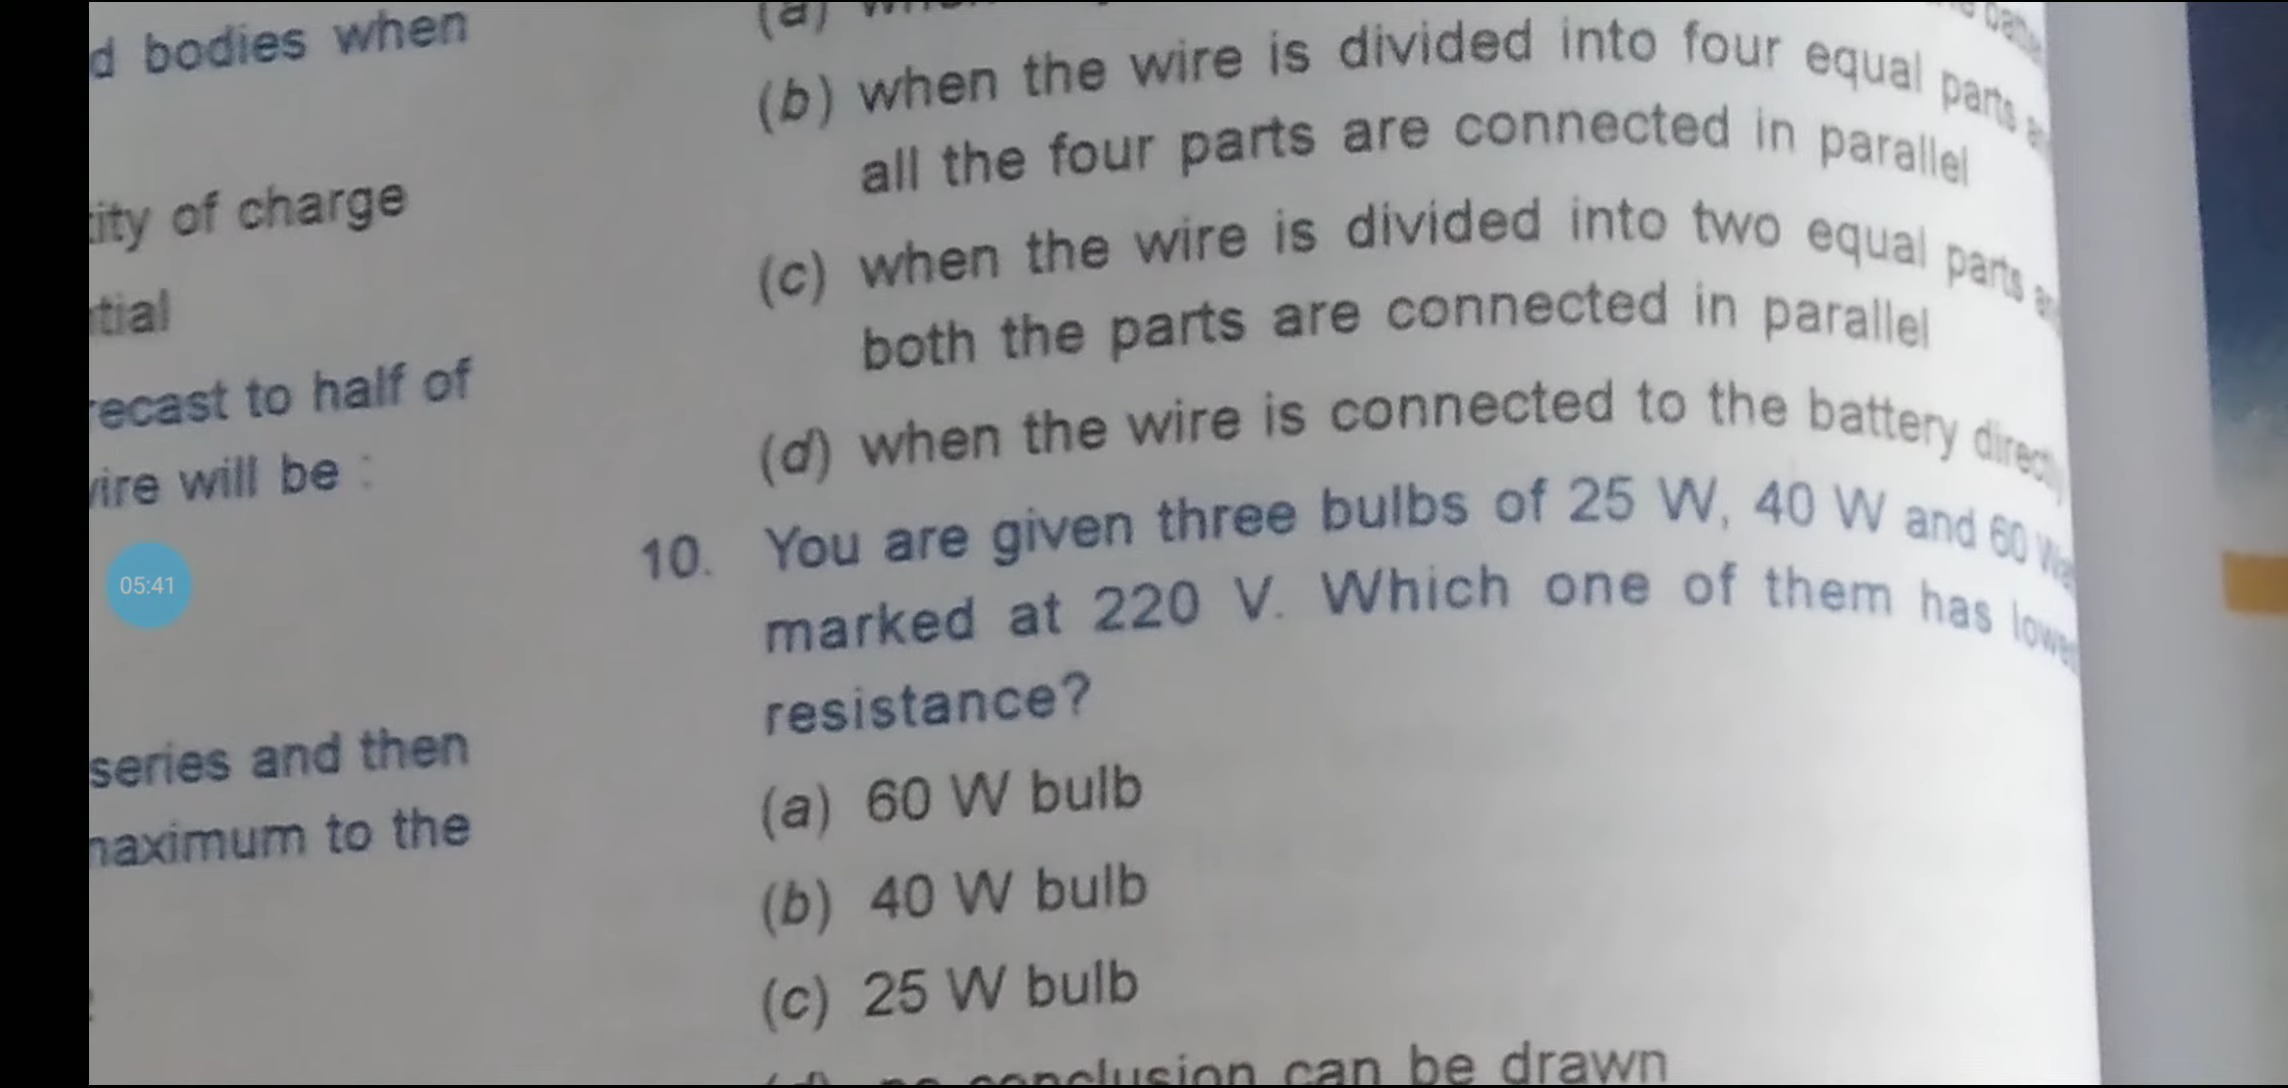 d bodies when
ity of charge
tial
ecast to half of
ire will be :
05:41
series and then
aximum to the
(a)
(b) when the wire is divided into four equal parts
all the four parts are connected in parallel
(c) when the wire is divided into two equal parts
both the parts are connected in parallel
(d) when the wire is connected to the battery directly
10. You are given three bulbs of 25 W, 40 W and 60
marked at 220 V. Which one of them has
resistance?
(a) 60 W bulb
(b) 40 W bulb
(c) 25 W bulb
conclusion can be drawn